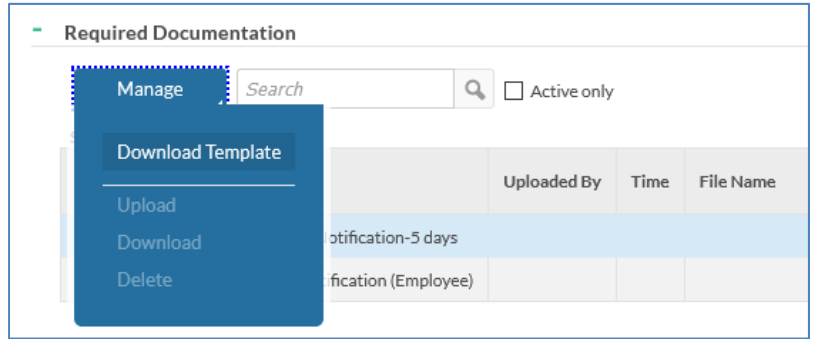 - Required Documentation
Manage Search Active only
Download Template
Uploaded By Time File Name
Upload
Download otification-5 days
Delete ification (Employee)